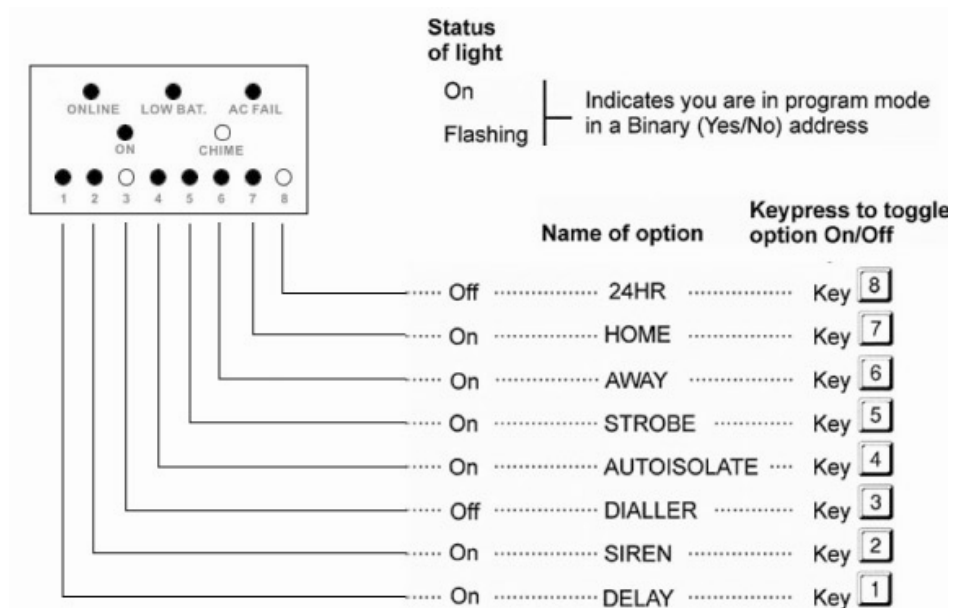 Status
of light
On
Flashing
Indicates you are in program mode
in a Binary (Yes/No) address
ONLINE LOW BAT. AC FAIL
ON CHIME
1 2 3 4 5 6 7 8
Name of option
Keypress to toggle
option On/Off
Off 24HR Key 8
On HOME Key 7
On AWAY Key 6
On STROBE Key 5
On AUTOISOLATE Key 4
Off DIALLER Key 3
On SIREN Key 2
On DELAY Key 1